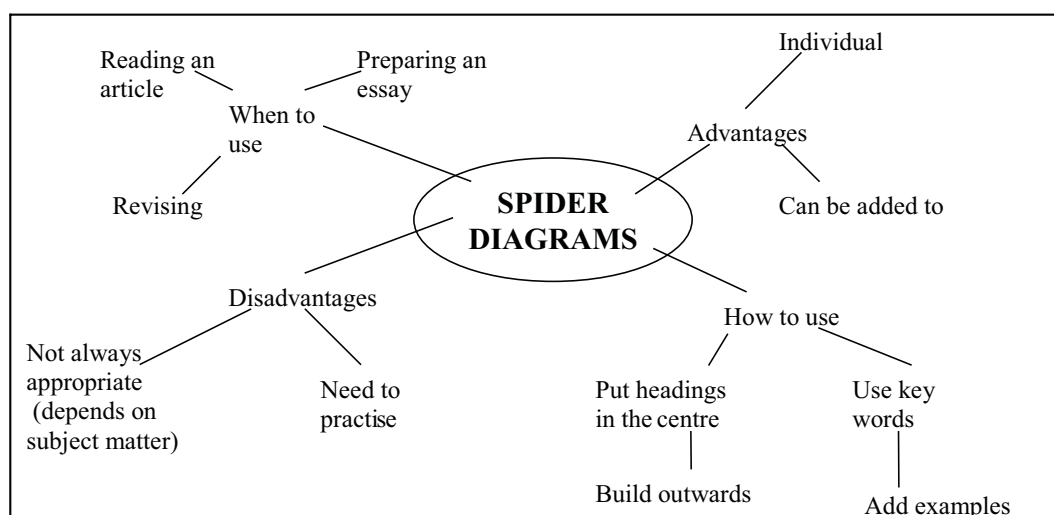 Reading an
article
Preparing an
essay
When to
use
Revising
Individual
Advantages
Can be added to
SPIDER
DIAGRAMS
Disadvantages
Not always
appropriate
(depends on
subject matter)
Need to
practise
How to use
Put headings
in the centre
Build outwards
Use key
words
Add examples